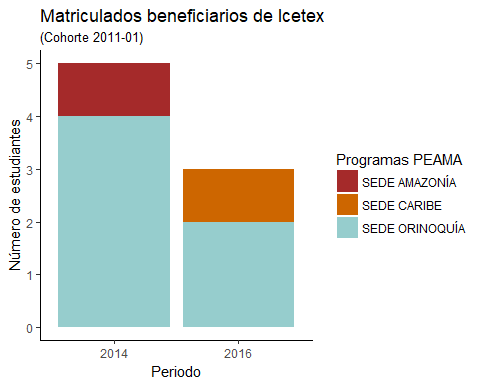 Matriculados beneficiarios de Icetex
(Cohorte 2011-01)
Número de estudiantes
5
4
3
2
1
0
2014
2016
Periodo
Programas PEAMA
SEDE AMAZONÍA
SEDE CARIBE
SEDE ORINOQUÍA